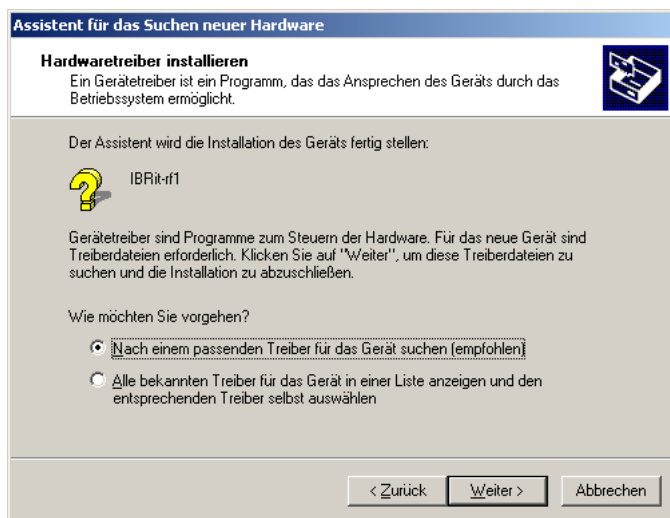 Assistent für das Suchen neuer Hardware
Hardwaretreiber installieren
Ein Gerätetreiber ist ein Programm, das das Ansprechen des Geräts durch das
Betriebssystem ermöglicht.
Der Assistent wird die Installation des Geräts fertig stellen:
IBRit-rf1
Gerätetreiber sind Programme zum Steuern der Hardware. Für das neue Gerät sind
Treiberdateien erforderlich. Klicken Sie auf "Weiter", um diese Treiberdateien zu
suchen und die Installation zu abzuschließen.
Wie möchten Sie vorgehen?
Nach einem passenden Treiber für das Gerät suchen (empfohlen)
Alle bekannten Treiber für das Gerät in einer Liste anzeigen und den
entsprechenden Treiber selbst auswählen
< Zurück Weiter > Abbrechen